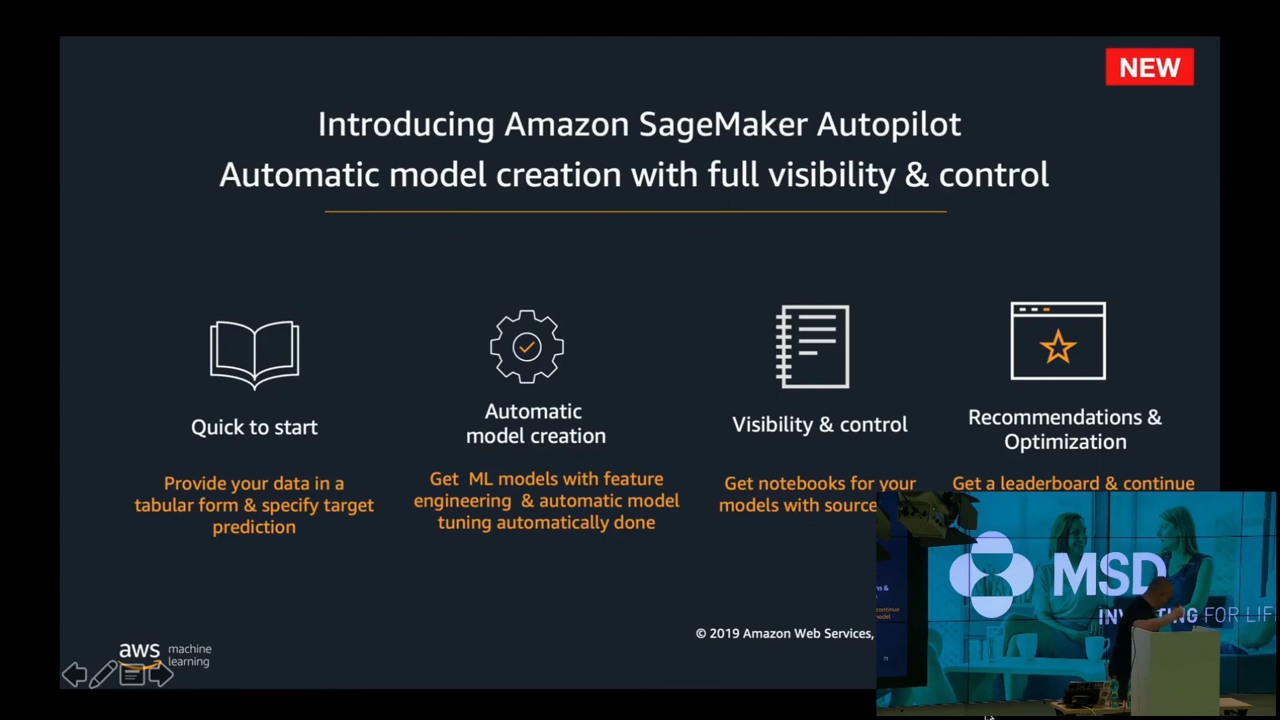 NEW
Introducing Amazon SageMaker Autopilot
Automatic model creation with full visibility & control
Quick to start
Provide your data in a
tabular form & specify target
prediction
Automatic
model creation
Get ML models with feature
engineering & automatic model
tuning automatically done
Visibility & control
Get notebooks for your
models with source
Recommendations &
Optimization
Get a leaderboard & continue
© 2019 Amazon Web Services,
aws machine
learning
MSD
FOR LIF
continue
model